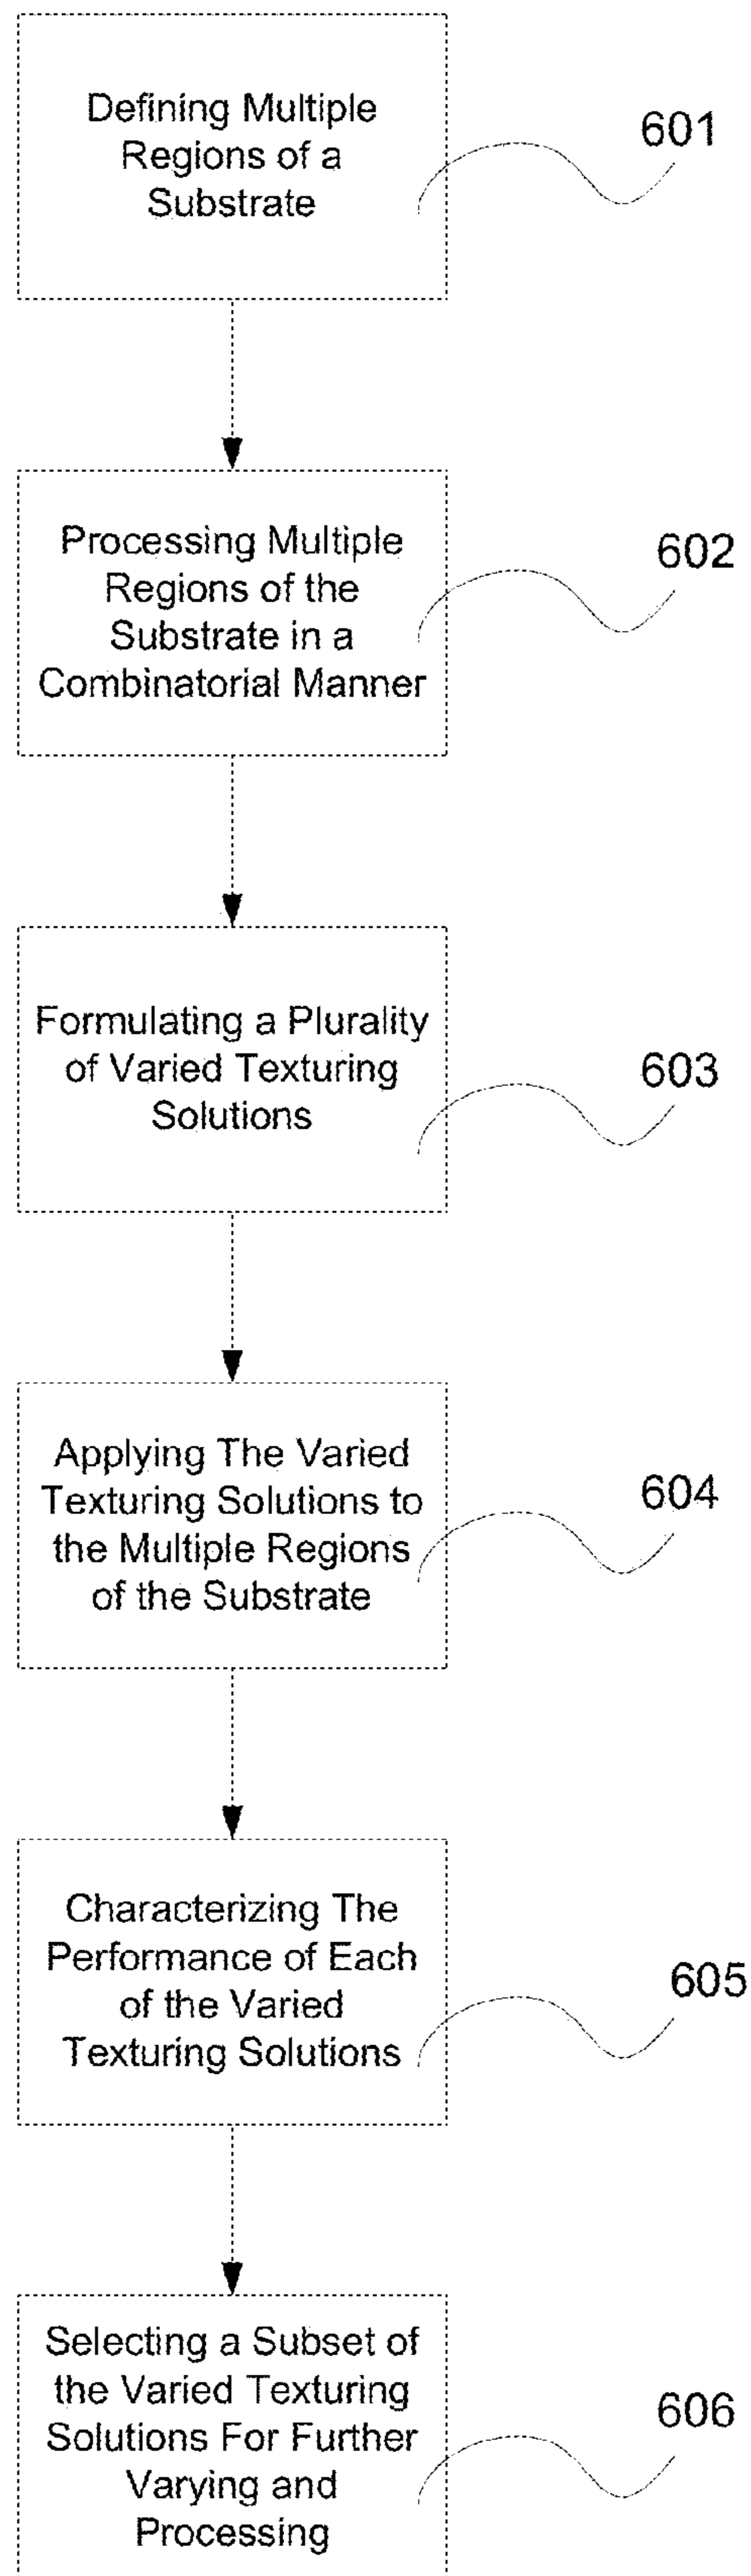 Defining Multiple
Regions of a
Substrate
601
Processing Multiple
Regions of the
Substrate in a
Combinatorial Manner
602
Formulating a Plurality
of Varied Texturing
Solutions
603
Applying The Varied
Texturing Solutions to
the Multiple Regions
of the Substrate
604
Characterizing The
Performance of Each
of the Varied
Texturing Solutions
605
Selecting a Subset of
the Varied Texturing
Solutions For Further
Varying and
Processing
606